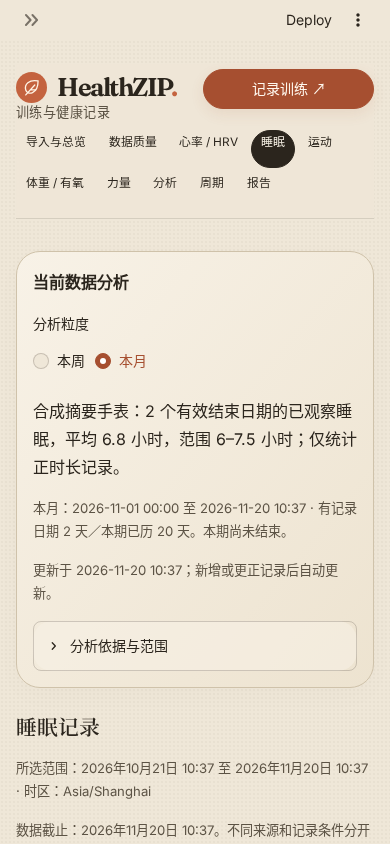 Deploy
HealthZIP.
记录训练 ↗
训练与健康记录
导入与总览 数据质量 心率 / HRV 睡眠 运动
体重 / 有氧 力量 分析 周期 报告
当前数据分析
分析粒度
本周 本月
合成摘要手表：2 个有效结束日期的已观察睡
眠，平均 6.8 小时，范围 6–7.5 小时；仅统计
正时长记录。
本月：2026-11-01 00:00 至 2026-11-20 10:37 · 有记录
日期 2 天／本期已历 20 天。本期尚未结束。
更新于 2026-11-20 10:37；新增或更正记录后自动更
新。
分析依据与范围
睡眠记录
所选范围：2026年10月21日 10:37 至 2026年11月20日 10:37
· 时区：Asia/Shanghai
数据截止：2026年11月20日 10:37。不同来源和记录条件分开